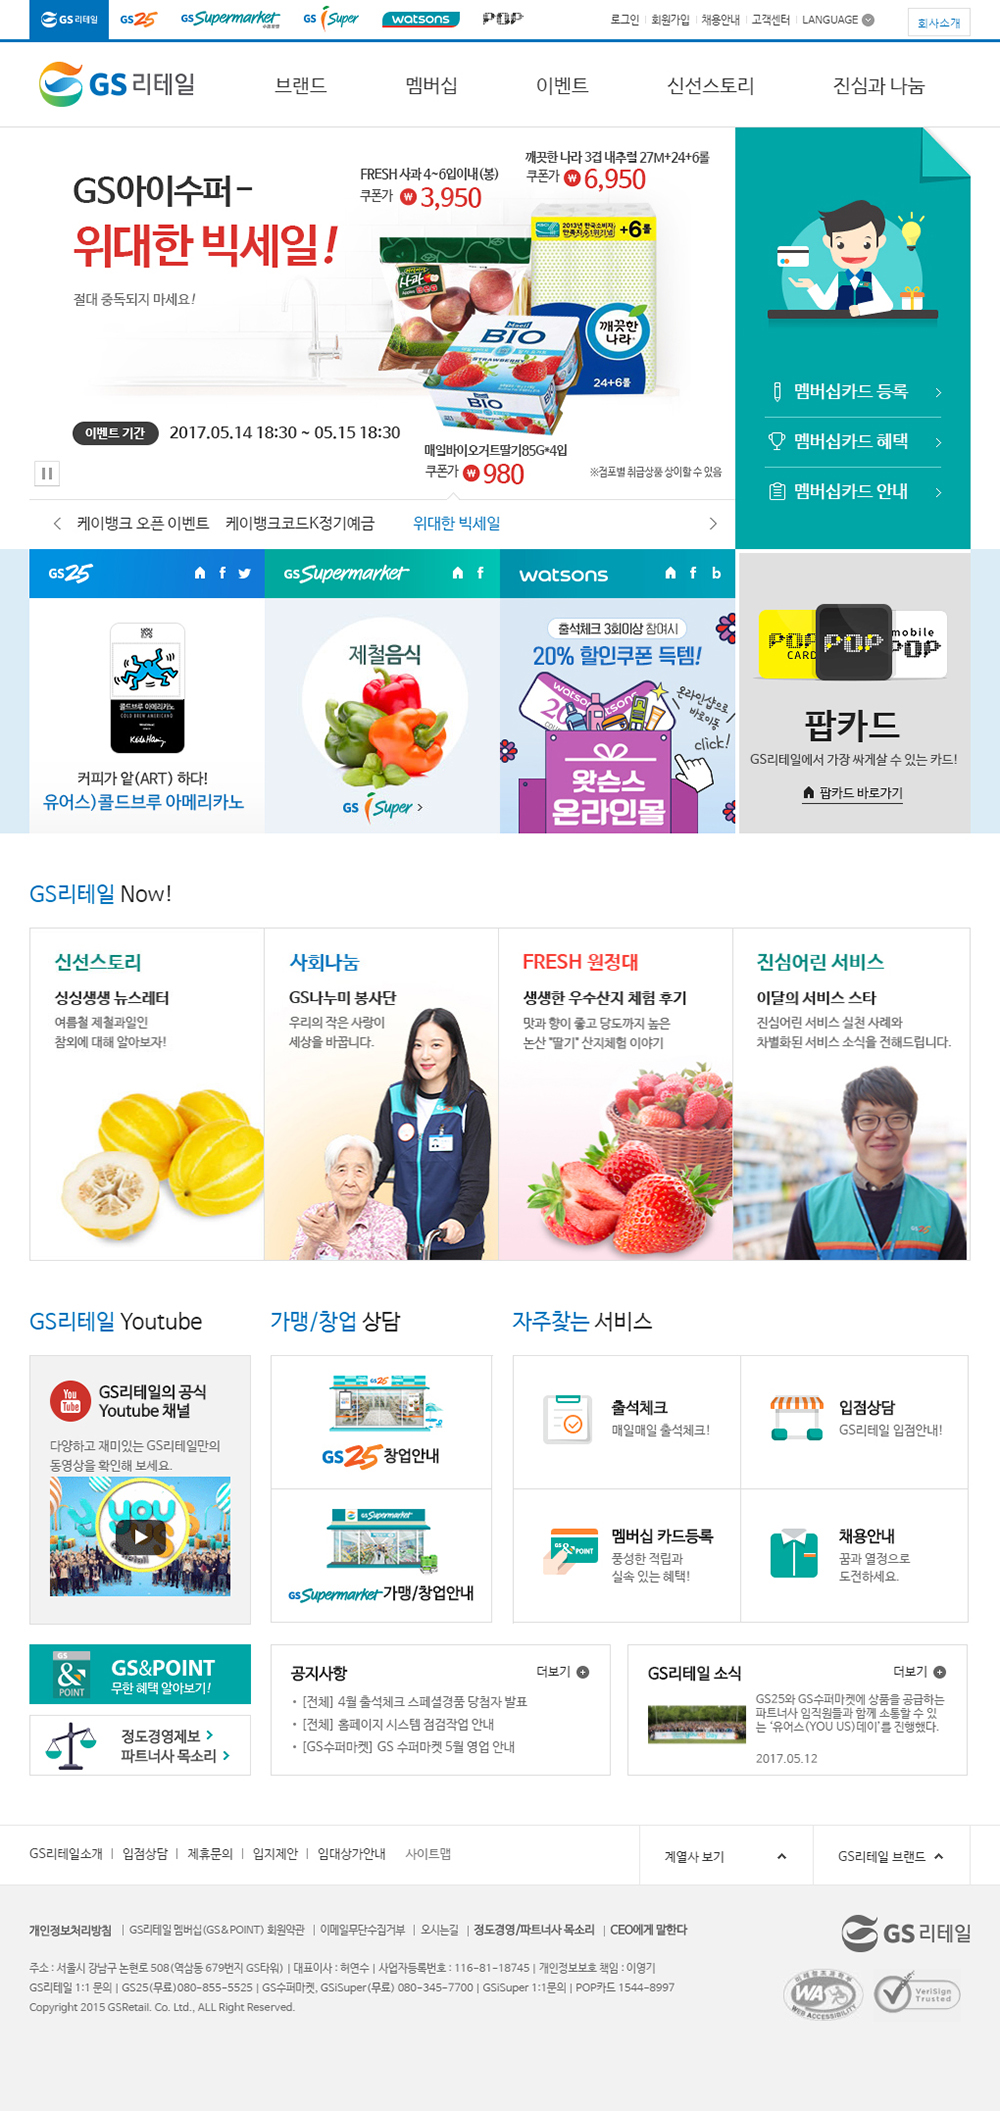 GS리테일
GS25
GS Supermarket
GS i Super
watsons
POP
로그인
회원가입
채용안내
고객센터
LANGUAGE
회사소개
GS리테일
브랜드
멤버십
이벤트
신선스토리
진심과 나눔
GS아이수퍼-
위대한 빅세일!
절대 중독되지 마세요!
FRESH 사과 4~6입이내(봉)
쿠폰가 ₩3,950
깨끗한 나라 3겹 내추럴 27M+24+6롤
쿠폰가 ₩6,950
+6롤
사과
깨끗한
나라
24+6롤
Maeil
BIO
STRAWBERRY
BIO
이벤트 기간 2017.05.14 18:30 ~ 05.15 18:30
매일바이오거트딸기85G*4입
쿠폰가 ₩980
※점포별 취급상품 상이할 수 있음
케이뱅크 오픈 이벤트
케이뱅크코드K정기예금
위대한 빅세일
멤버십카드 등록
멤버십카드 혜택
멤버십카드 안내
GS25
GS Supermarket
watsons
콜드브루 아메리카노
COLD BREW AMERICANO
커피가 앝(ART) 하다!
유어스)콜드브루 아메리카노
제철음식
GS i Super
출석체크 3회이상 참여시
20% 할인쿠폰 득템!
watsons
온라인샵으로
바로이동
click!
왓슨스
온라인몰
POP
CARD
POP
mobile
POP
팝카드
GS리테일에서 가장 싸게살 수 있는 카드!
팝카드 바로가기
GS리테일 Now!
신선스토리
싱싱생생 뉴스레터
여름철 제철과일인
참외에 대해 알아보자!
사회나눔
GS나누미 봉사단
우리의 작은 사랑이
세상을 바꿉니다.
FRESH 원정대
생생한 우수산지 체험 후기
맛과 향이 좋고 당도까지 높은
논산 "딸기" 산지체험 이야기
진심어린 서비스
이달의 서비스 스타
진심어린 서비스 실천 사례와
차별화된 서비스 소식을 전해드립니다.
GS25
GS리테일 Youtube
You Tube
GS리테일의 공식
Youtube 채널
다양하고 재미있는 GS리테일만의
동영상을 확인해 보세요.
YOU
US
가맹/창업 상담
GS25 창업안내
GS Supermarket
GS Supermarket 가맹/창업안내
자주찾는 서비스
출석체크
매일매일 출석체크!
입점상담
GS리테일 입점안내!
GS&POINT
멤버십 카드등록
풍성한 적립과
실속 있는 혜택!
채용안내
꿈과 열정으로
도전하세요.
GS
&
POINT
GS&POINT
무한 혜택 알아보기!
정도경영제보
파트너사 목소리
공지사항
더보기
[전체] 4월 출석체크 스페셜경품 당첨자 발표
[전체] 홈페이지 시스템 점검작업 안내
[GS수퍼마켓] GS 수퍼마켓 5월 영업 안내
GS리테일 소식
더보기
GS25와 GS수퍼마켓에 상품을 공급하는
파트너사 임직원들과 함께 소통할 수 있
는 '유어스(YOU US)데이'를 진행했다.
2017.05.12
GS리테일소개 | 입점상담 | 제휴문의 | 입지제안 | 임대상가안내
사이트맵
계열사 보기
GS리테일 브랜드
개인정보처리방침 | GS리테일 멤버십(GS&POINT) 회원약관 | 이메일무단수집거부 | 오시는길 | 정도경영/파트너사 목소리 | CEO에게 말한다
GS리테일
주소 : 서울시 강남구 논현로 508(역삼동 679번지 GS타워) | 대표이사 : 허연수 | 사업자등록번호 : 116-81-18745 | 개인정보보호 책임 : 이영기
GS리테일 1:1 문의 | GS25(무료)080-855-5525 | GS수퍼마켓, GSiSuper(무료) 080-345-7700 | GSiSuper 1:1문의 | POP카드 1544-8997
Copyright 2015 GSRetail. Co. Ltd., ALL Right Reserved.
WA
WEB ACCESSIBILITY
VeriSign
Trusted